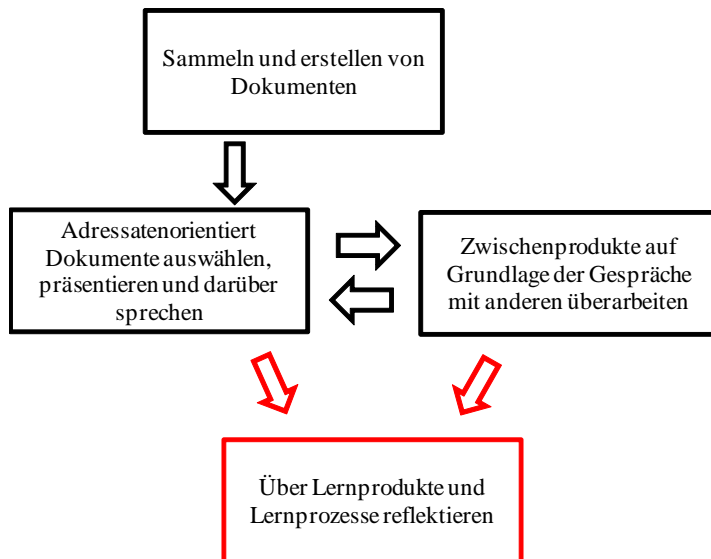 Sammeln und erstellen von
Dokumenten
Adressatenorientiert
Dokumente auswählen,
präsentieren und darüber
sprechen
Zwischenprodukte auf
Grundlage der Gespräche
mit anderen überarbeiten
Über Lernprodukte und
Lernprozesse reflektieren